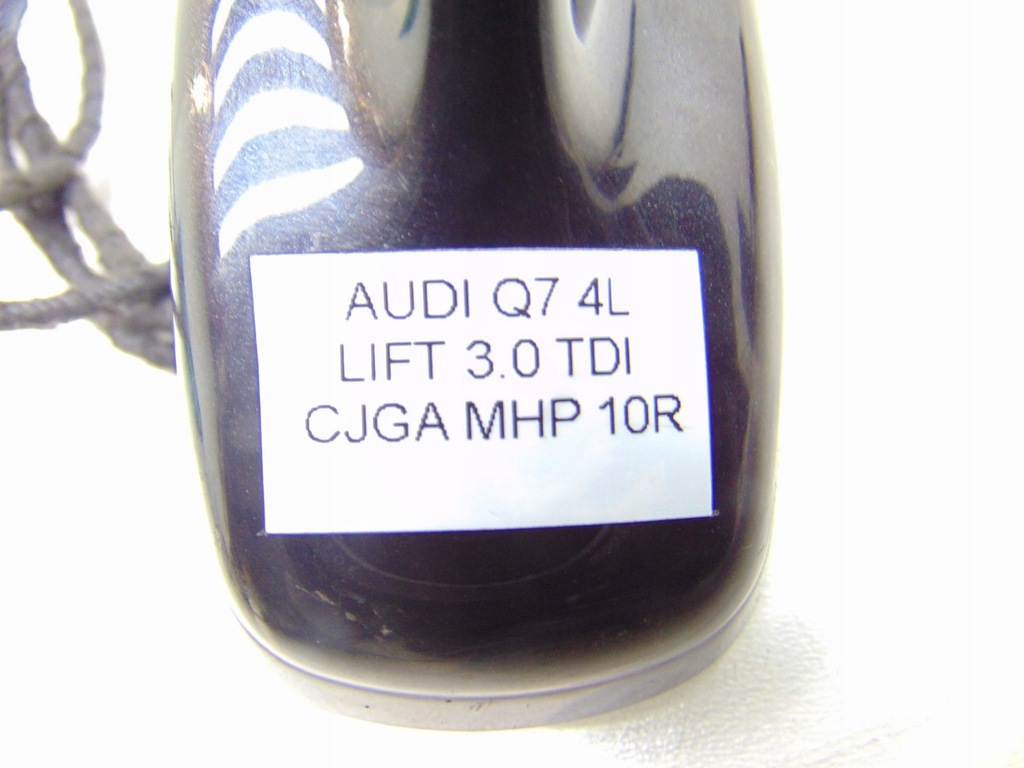 AUDI Q7 4L
LIFT 3.0 TDI
CJGA MHP 10R